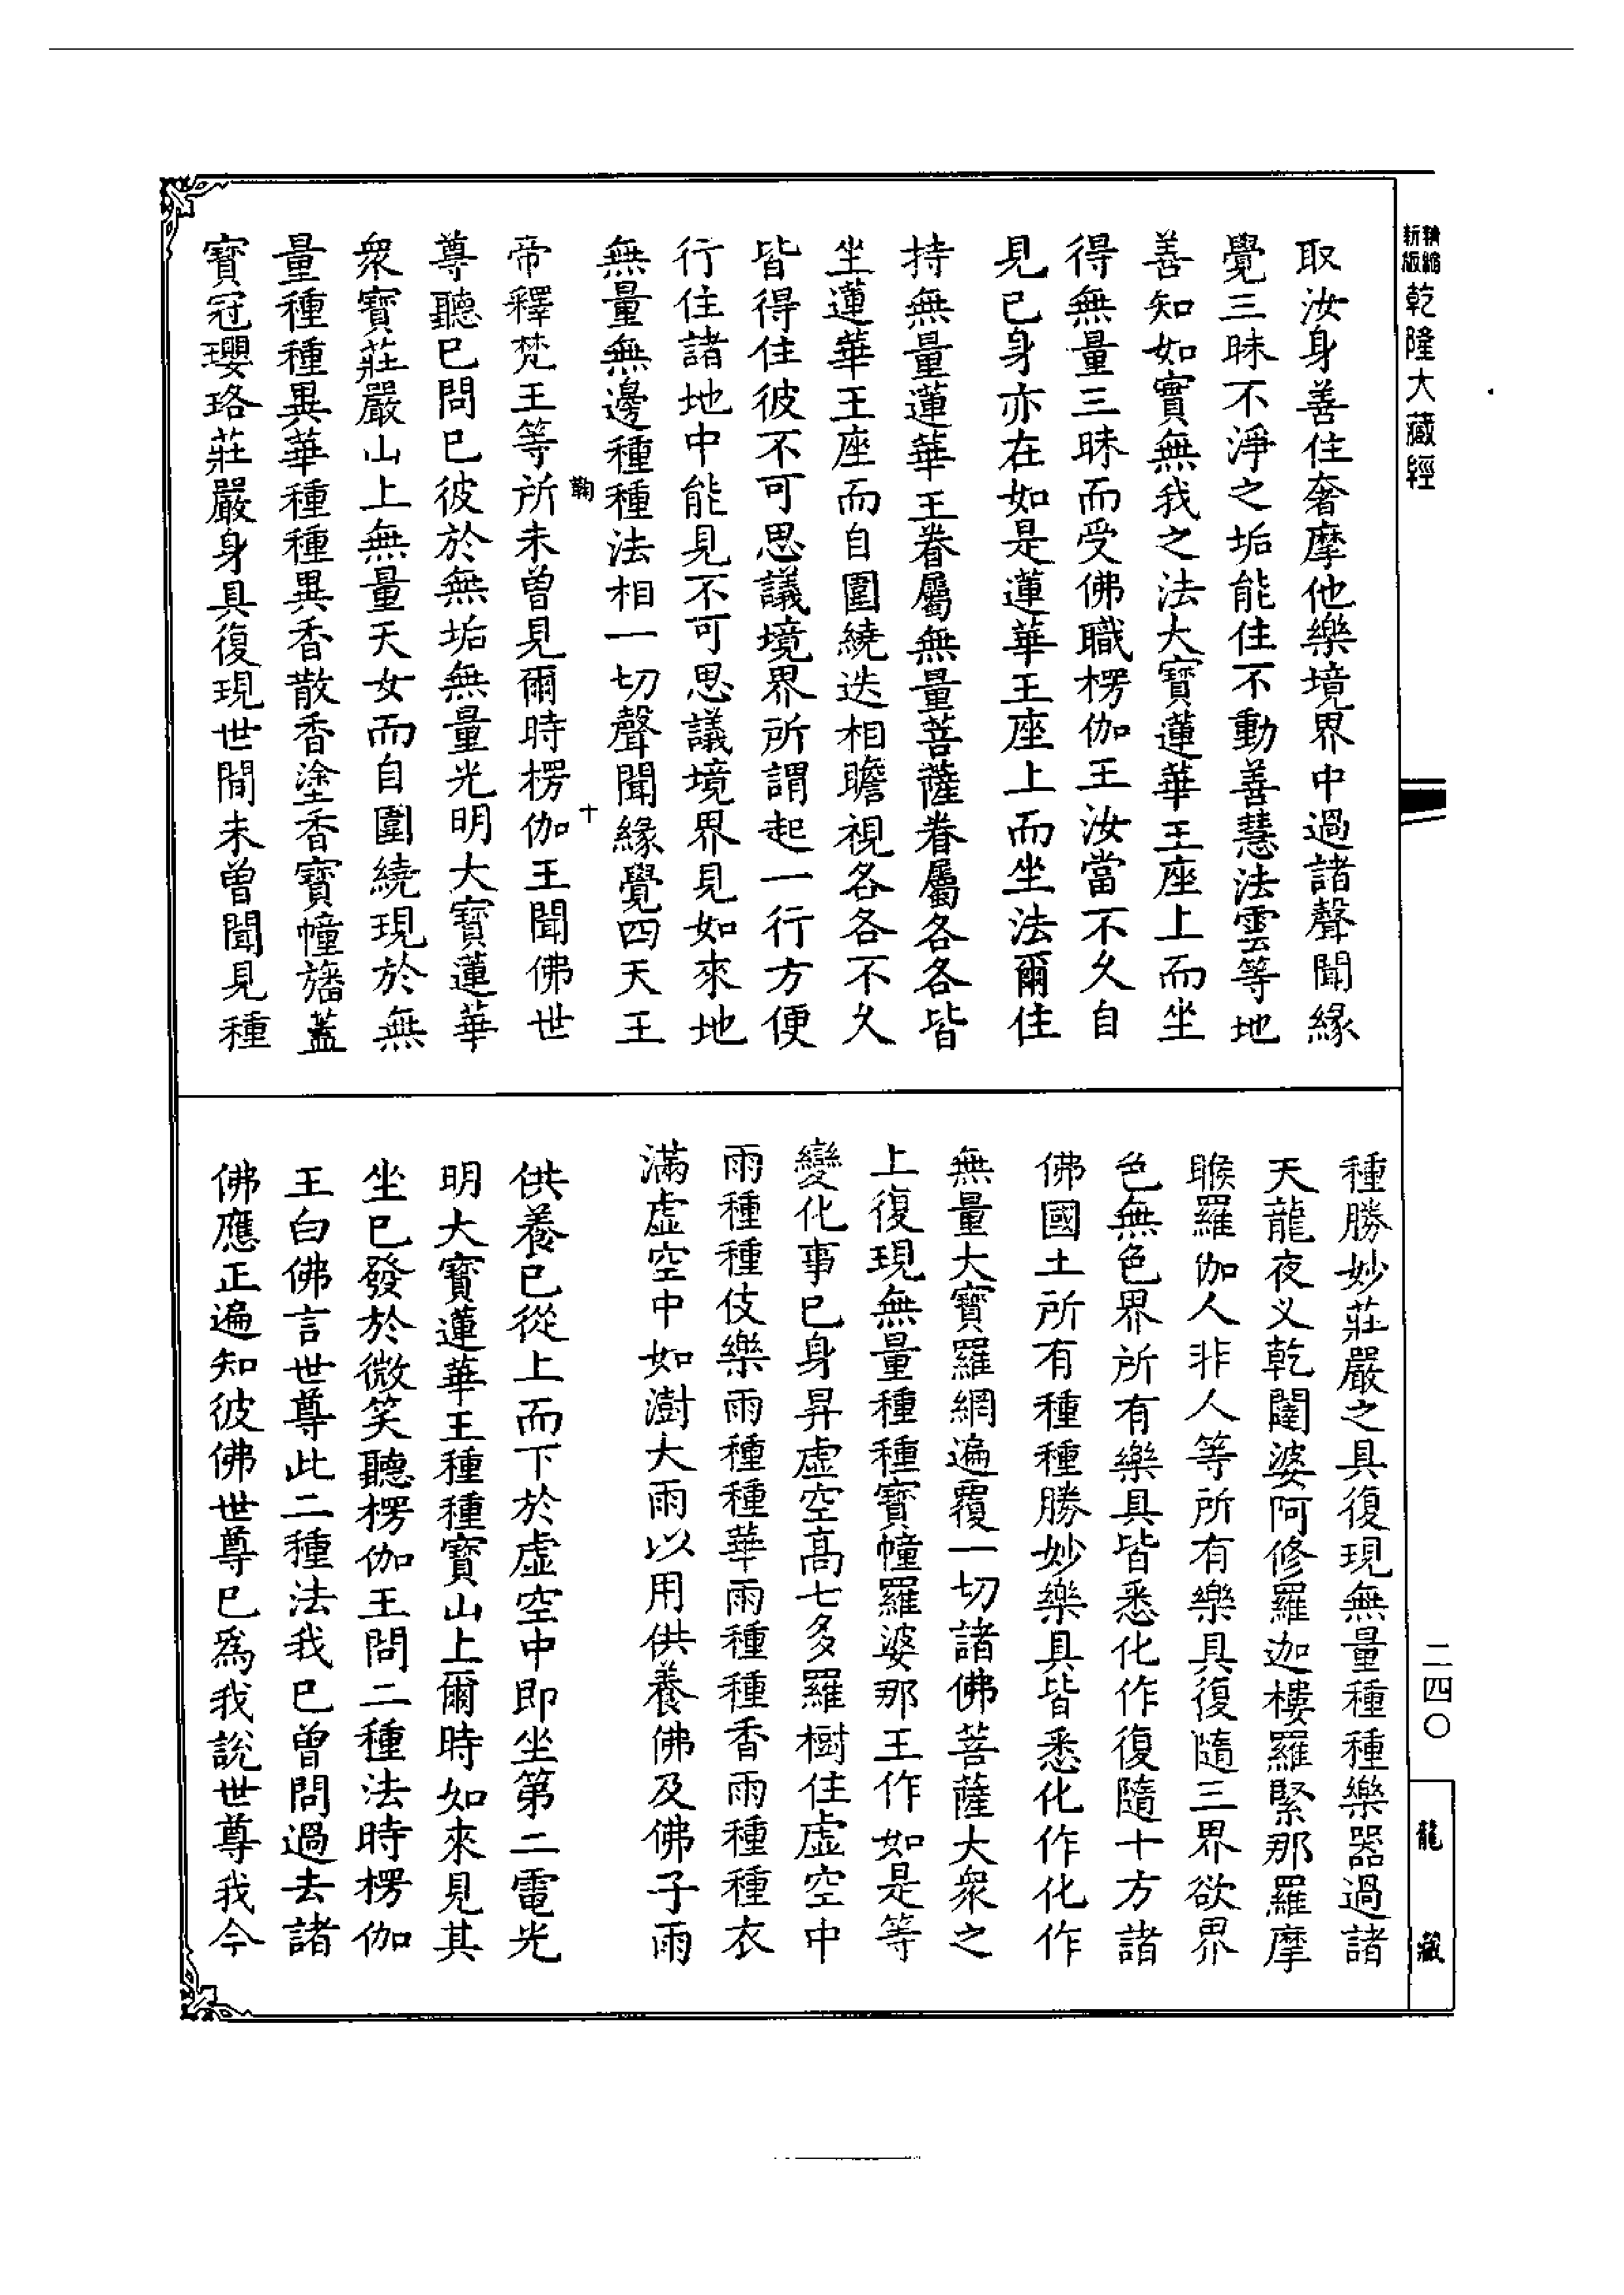 新版精縮乾隆大藏經
取汝身善住奢摩他樂境界中過諸聲聞緣
覺三昧不淨之垢能住不動善慧法雲等地
善知如實無我之法大寶蓮華王座上而坐
得無量三昧而受佛職楞伽王汝當不久自
見已身亦在如是蓮華王座上而坐法爾住
持無量蓮華王眷屬無量菩薩眷屬各各皆
坐蓮華王座而自圍繞迭相瞻視各各不久
皆得住彼不可思議境界所謂起一行方便
行住諸地中能見不可思議境界見如來地
無量無邊種種法相一切聲聞緣覺四天王
帝釋梵王等所未曾見爾時楞伽王聞佛世
尊聽已問已彼於無垢無量光明大寶蓮華
衆寶莊嚴山上無量天女而自圍繞現於無
量種種異華種種異香散香塗香寶幢旛蓋
寶冠瓔珞莊嚴身具復現世間未曾聞見種
種勝妙莊嚴之具復現無量種種樂器過諸
天龍夜义乾闥婆阿修羅迦樓羅緊那羅摩
睺羅伽人非人等所有樂具復隨三界欲界
色無色界所有樂具皆悉化作復隨十方諸
佛國土所有種種勝妙樂具皆悉化作化作
無量大寶羅網遍覆一切諸佛菩薩大衆之
上復現無量種種寶幢羅婆那王作如是等
變化事已身昇虛空高七多羅樹住虛空中
雨種種伎樂雨種種華雨種種香雨種種衣
滿虛空中如澍大雨以用供養佛及佛子雨
供養已從上而下於虛空中即坐第二電光
明大寶蓮華王種種寶山上爾時如來見其
坐已發於微笑聽楞伽王問二種法時楞伽
王白佛言世尊此二種法我已曾問過去諸
佛應正遍知彼佛世尊已爲我說世尊我今
鞠
十
二四〇
龍藏